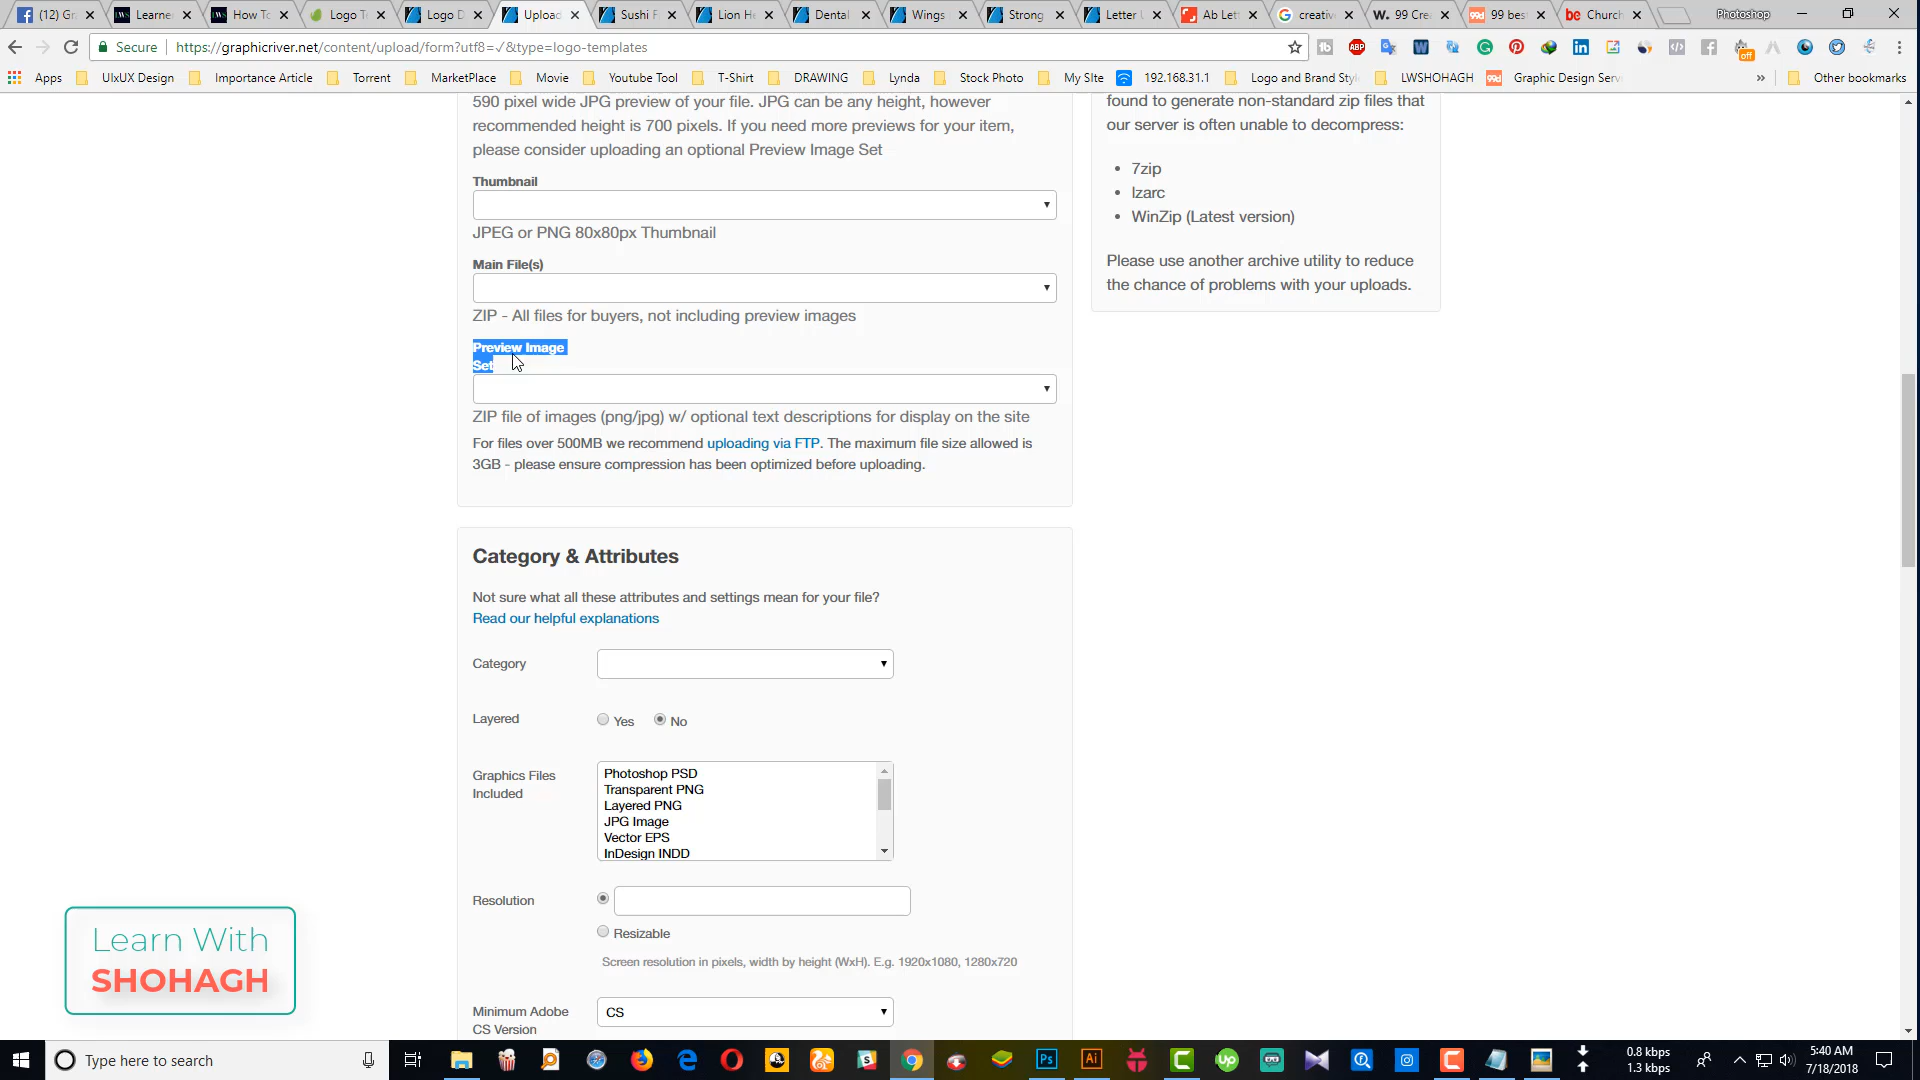 (12) Gr
Learne
How To
Logo Te
Logo D
Upload
Sushi F
Lion He
Dental
Wings
Strong
Letter
Ab Lett
creativ
99 Cre
99 bes
Church
Photoshop
Secure
https://graphicriver.net/content/upload/form?utf8=✓&type=logo-templates
Apps
UIxUX Design
Importance Article
Torrent
MarketPlace
Movie
Youtube Tool
T-Shirt
DRAWING
Lynda
Stock Photo
My SIte
192.168.31.1
Logo and Brand Sty
LWSHOHAGH
Graphic Design Serv
»
Other bookmarks
590 pixel wide JPG preview of your file. JPG can be any height, however
recommended height is 700 pixels. If you need more previews for your item,
please consider uploading an optional Preview Image Set
Thumbnail
JPEG or PNG 80x80px Thumbnail
Main File(s)
ZIP - All files for buyers, not including preview images
Preview Image
Set
ZIP file of images (png/jpg) w/ optional text descriptions for display on the site
For files over 500MB we recommend uploading via FTP. The maximum file size allowed is
3GB - please ensure compression has been optimized before uploading.
found to generate non-standard zip files that
our server is often unable to decompress:
• 7zip
• Izarc
• WinZip (Latest version)
Please use another archive utility to reduce
the chance of problems with your uploads.
Category & Attributes
Not sure what all these attributes and settings mean for your file?
Read our helpful explanations
Category
Layered
Yes
No
Graphics Files
Included
Photoshop PSD
Transparent PNG
Layered PNG
JPG Image
Vector EPS
InDesign INDD
Resolution
Resizable
Screen resolution in pixels, width by height (WxH). E.g. 1920x1080, 1280x720
Minimum Adobe
CS Version
CS
Learn With
SHOHAGH
Type here to search
0.8 kbps
1.3 kbps
5:40 AM
7/18/2018